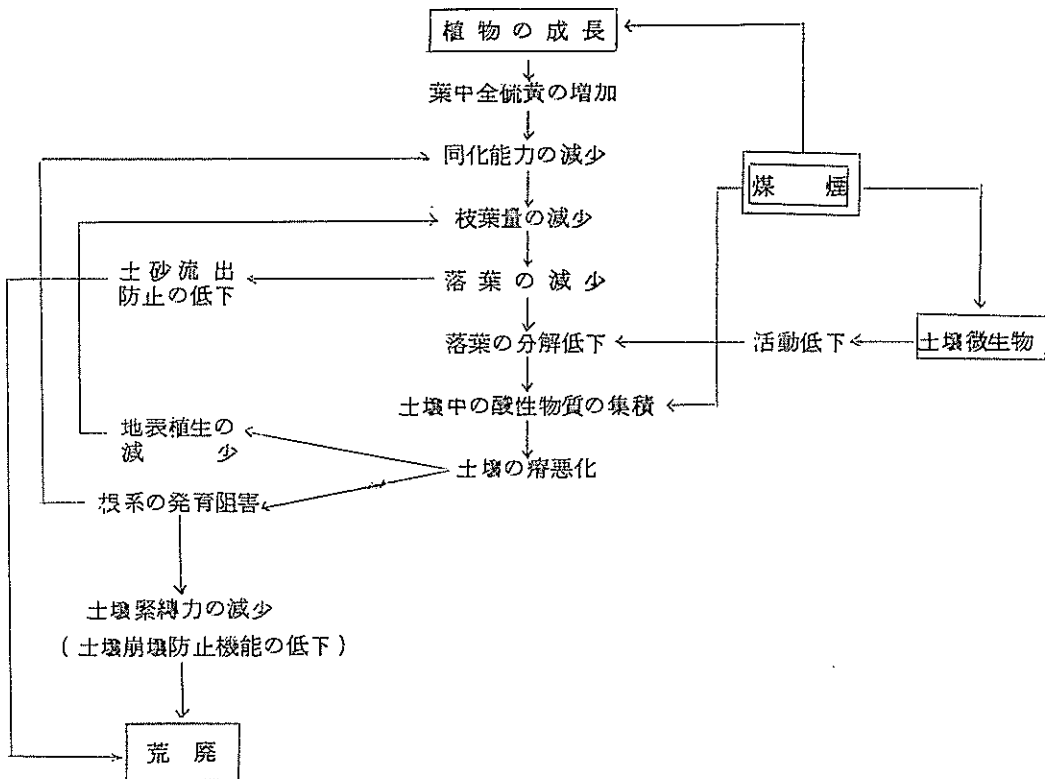 植物の成長
葉中全硫黄の増加
同化能力の減少
煤煙
枝葉量の減少
土砂流出
防止の低下
落葉の減少
落葉の分解低下
活動低下
土壌微生物
土壌中の酸性物質の集積
地表植生の
減少
土壌の瘠悪化
根系の発育阻害
土壌緊縛力の減少
(土壌崩壊防止機能の低下)
荒廃